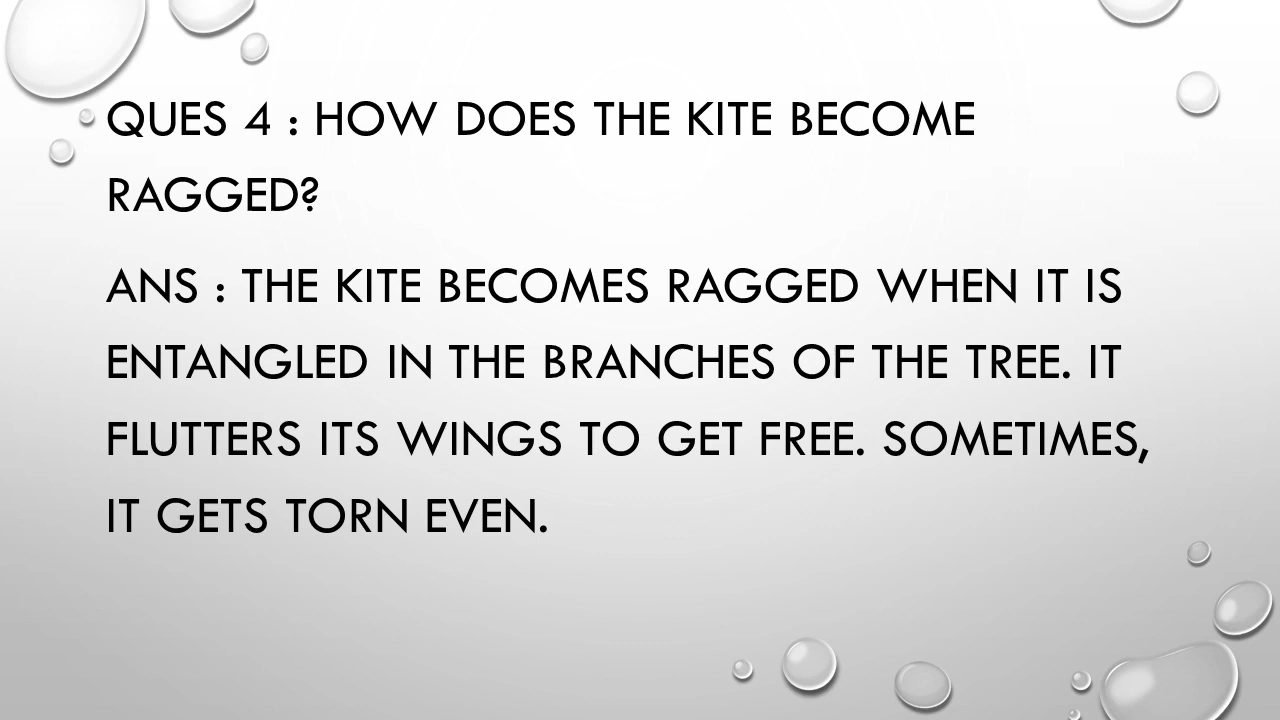 QUES 4 : HOW DOES THE KITE BECOME
RAGGED?
ANS : THE KITE BECOMES RAGGED WHEN IT IS
ENTANGLED IN THE BRANCHES OF THE TREE. IT
FLUTTERS ITS WINGS TO GET FREE. SOMETIMES,
IT GETS TORN EVEN.